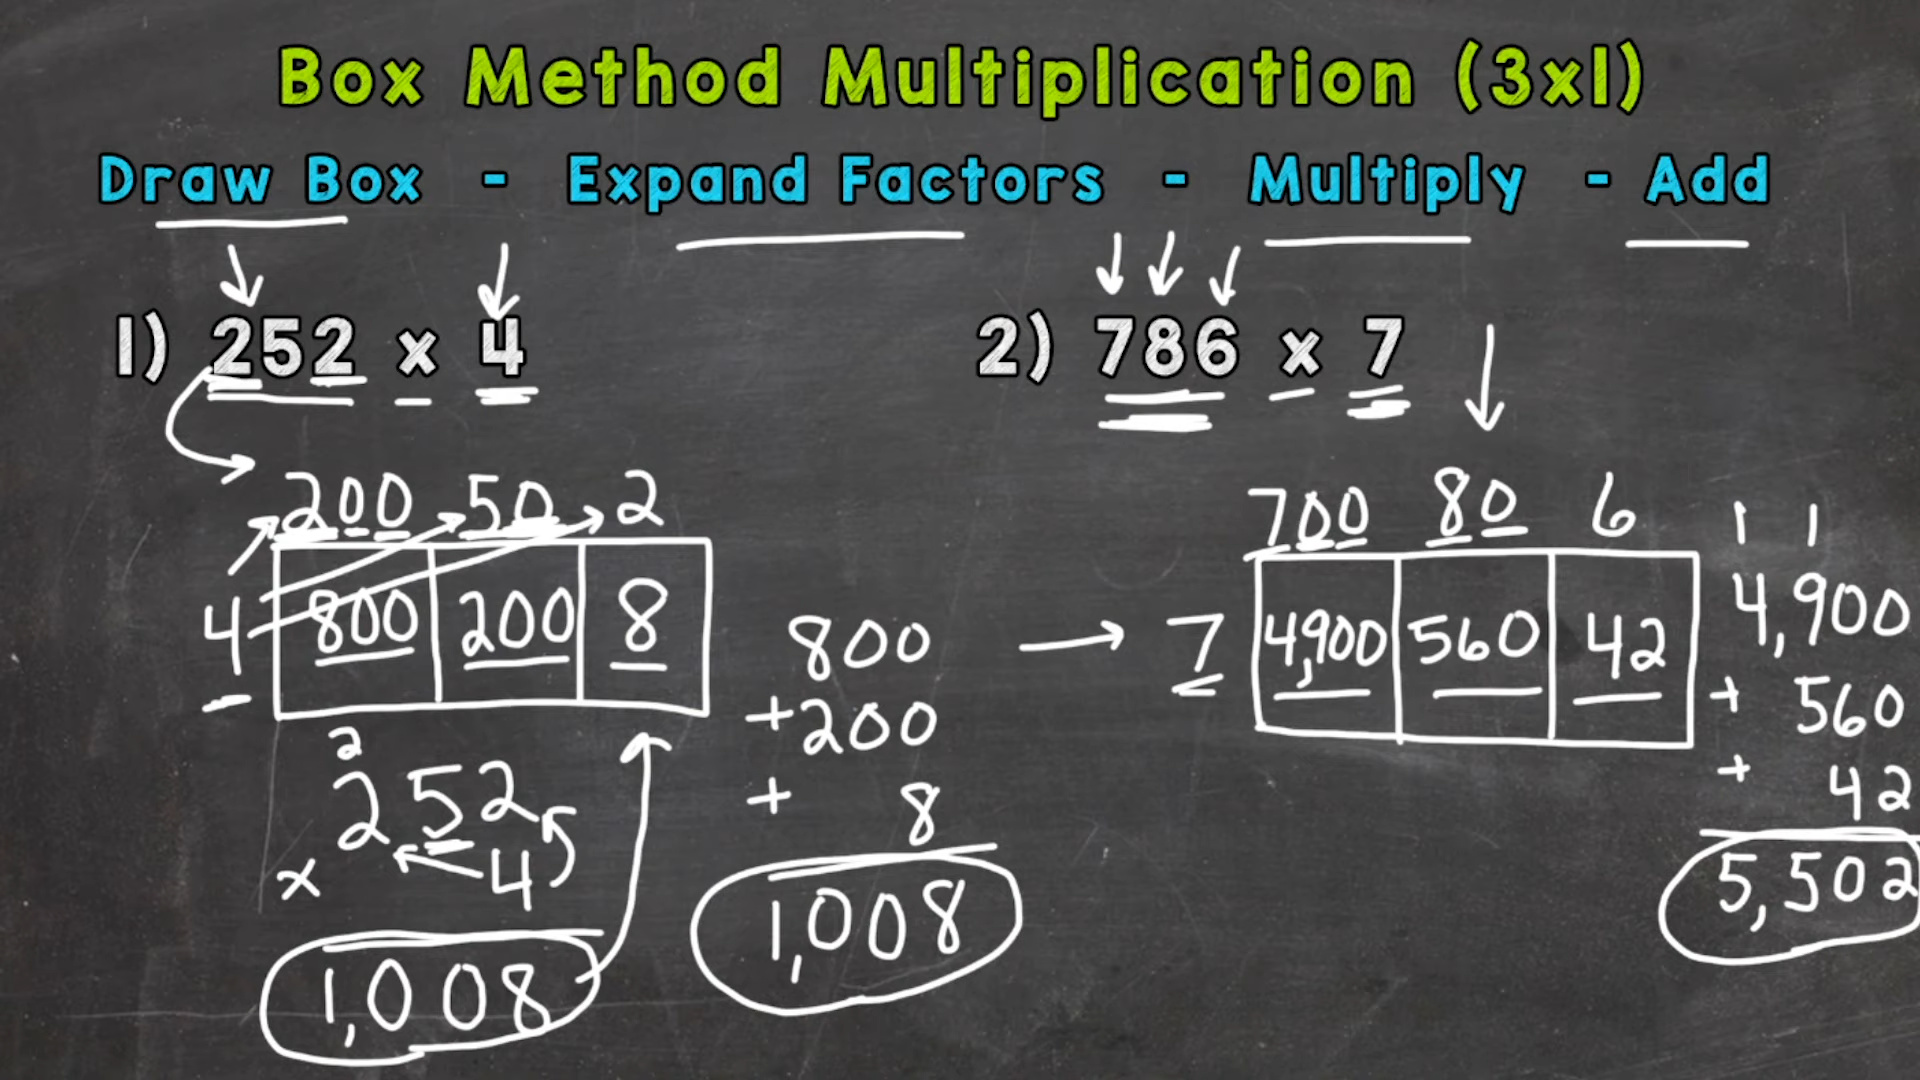 Box Method Multiplication (3x1)
Draw Box - Expand Factors - Multiply - Add
1) 252 x 4
200 50 2
4 800 200 8
2
252
x 4
1,008
800
+200
+ 8
1,008
2) 786 x 7
700 80 6
7 4,900 560 42
1 1
4,900
+ 560
+ 42
5,502